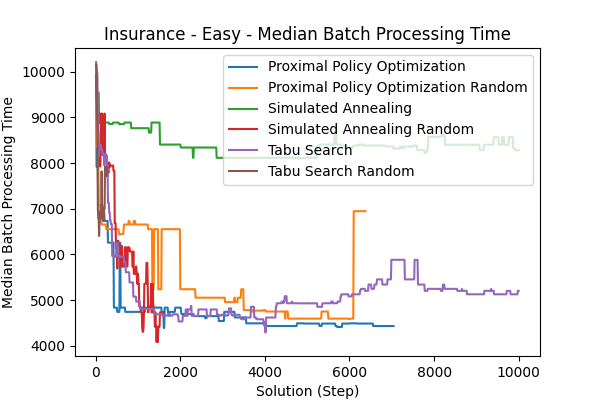 Insurance - Easy - Median Batch Processing Time
Median Batch Processing Time
10000
9000
8000
7000
6000
5000
4000
Proximal Policy Optimization
Proximal Policy Optimization Random
Simulated Annealing
Simulated Annealing Random
Tabu Search
Tabu Search Random
0
2000
4000
6000
8000
10000
Solution (Step)